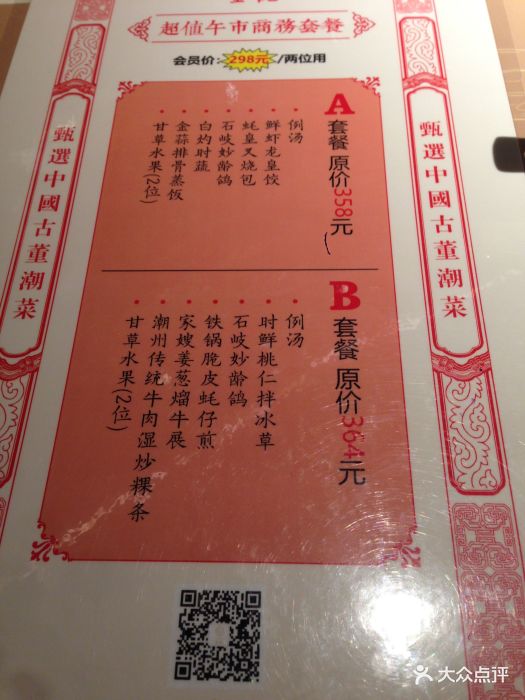 超值午市商務套餐
会员价:298元/两位用
甄選中國古董潮菜
甄選中國古董潮菜
A套餐 原价358元
例汤
鲜虾龙皇饺
蚝皇叉烧包
石岐妙龄鸽
白灼时蔬
金蒜排骨蒸饭
甘草水果(2位)
B套餐 原价364元
例汤
时鲜桃仁拌冰草
石岐妙龄鸽
铁锅脆皮蚝仔煎
家嫂姜葱熘牛展
潮州传统牛肉湿炒粿条
甘草水果(2位)
大众点评